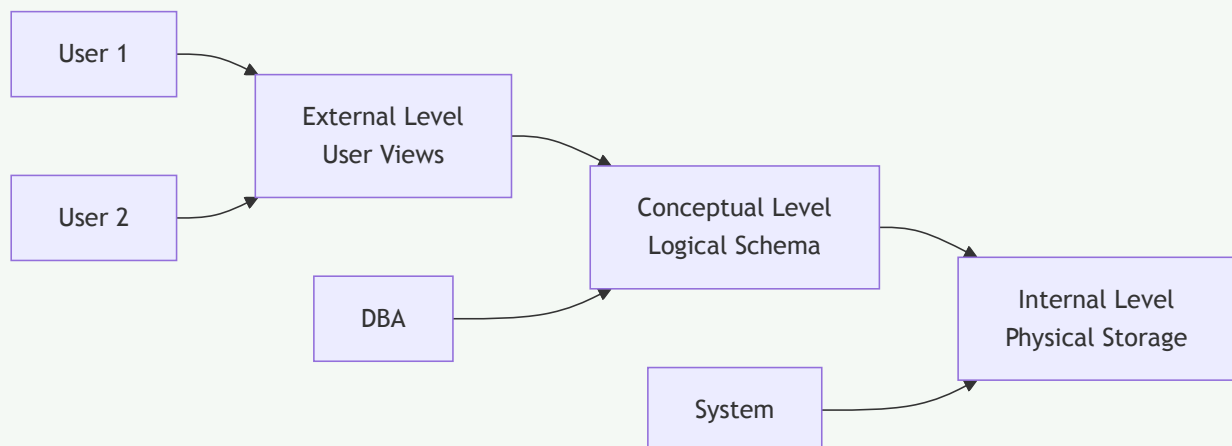 User 1
External Level
User Views
User 2
Conceptual Level
Logical Schema
DBA
Internal Level
Physical Storage
System